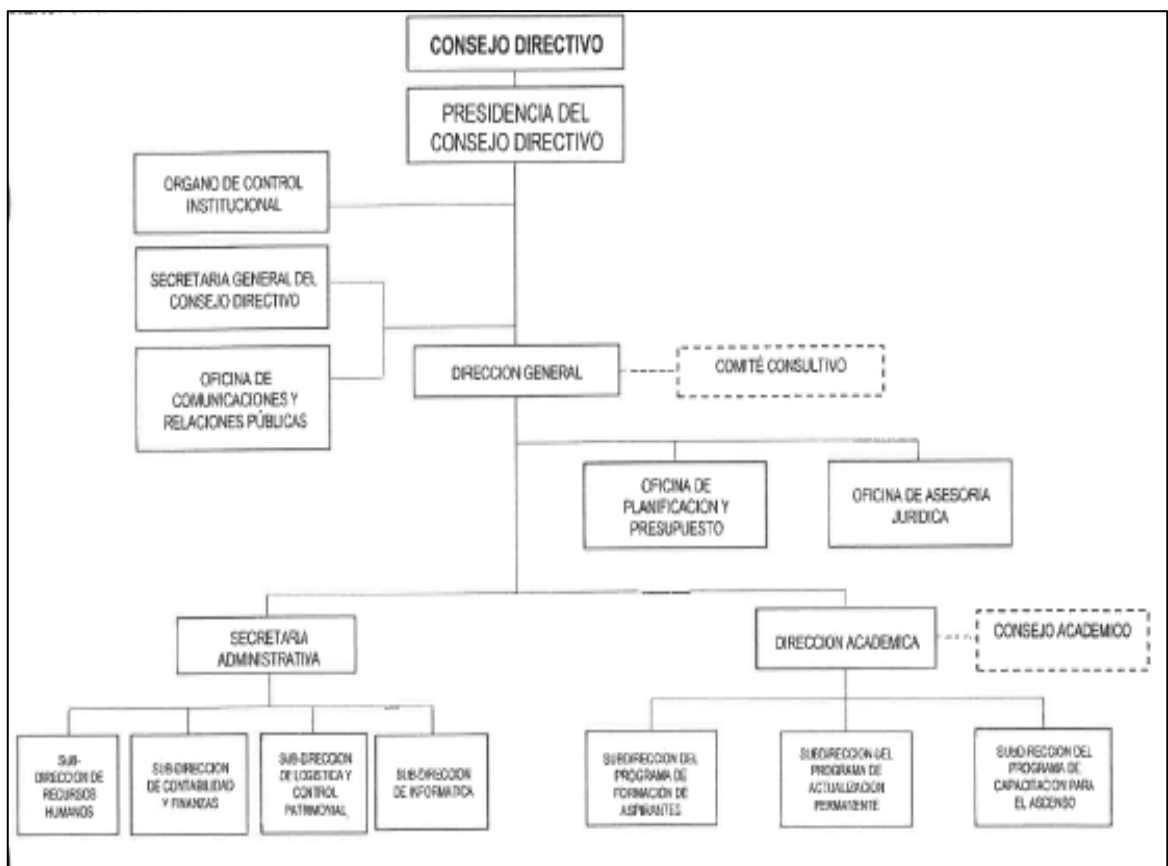 CONSEJO DIRECTIVO
PRESIDENCIA DEL
CONSEJO DIRECTIVO
ORGANO DE CONTROL
INSTITUCIONAL
SECRETARIA GENERAL DEL
CONSEJO DIRECTIVO
OFICINA DE
COMUNICACIONES Y
RELACIONES PÚBLICAS
DIRECCION GENERAL
COMITÉ CONSULTIVO
OFICINA DE
PLANIFICACION Y
PRESUPUESTO
OFICINA DE ASESORIA
JURIDICA
SECRETARIA
ADMINISTRATIVA
DIRECCION ACADEMICA
CONSEJO ACADEMICO
SUB-
DIRECCION DE
RECURSOS
HUMANOS
SUB-DIRECCION
DE CONTABILIDAD
Y FINANZAS
SUB-DIRECCION
DE LOGISTICA Y
CONTROL
PATRIMONIAL
SUB-DIRECCION
DE INFORMATICA
SUBDIRECCION DEL
PROGRAMA DE
FORMACION DE
ASPIRANTES
SUBDIRECCION DEL
PROGRAMA DE
ACTUALIZACION
PERMANENTE
SUBDIRECCION DEL
PROGRAMA DE
CAPACITACION PARA
EL ASCENSO